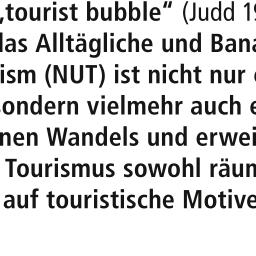 „tourist bubble“ (Judd 19
das Alltägliche und Bana
ism (NUT) ist nicht nur
sondern vielmehr auch e
nen Wandels und erwei
Tourismus sowohl räum
auf touristische Motive